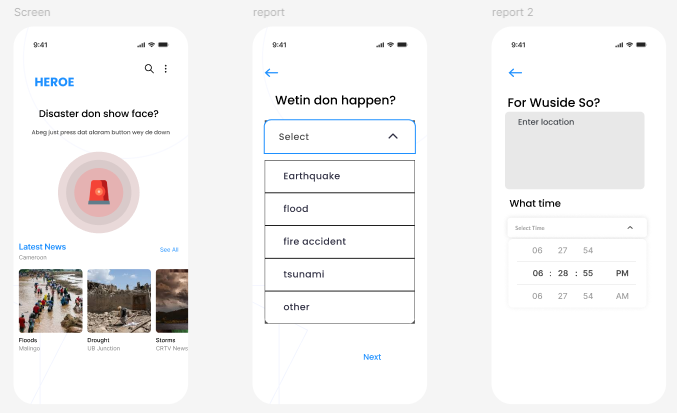 Screen
9:41
HEROE
Disaster don show face?
Abeg just press dat alaram button wey de down
Latest News
See All
Cameroon
Floods
Malingo
Drought
UB Junction
Storms
CRTV News
report
9:41
Wetin don happen?
Select
Earthquake
flood
fire accident
tsunami
other
Next
report 2
9:41
For Wuside So?
Enter location
What time
Select Time
06 27 54
06 : 28 : 55 PM
06 27 54 AM